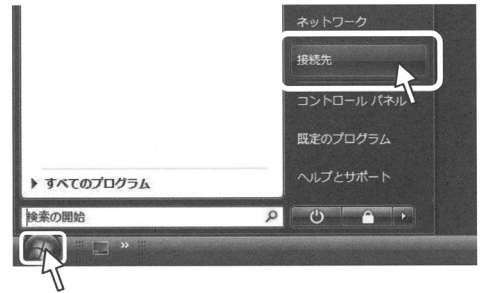 ネットワーク
接続先
コントロール パネル
既定のプログラム
ヘルプとサポート
すべてのプログラム
検索の開始